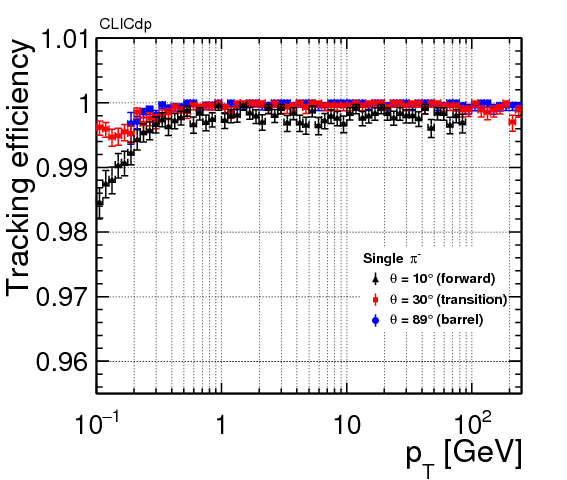 CLICdp
Tracking efficiency
1.01
1
0.99
0.98
0.97
0.96
Single π⁻
θ = 10° (forward)
θ = 30° (transition)
θ = 89° (barrel)
10⁻¹ 1 10 10²
p_T [GeV]